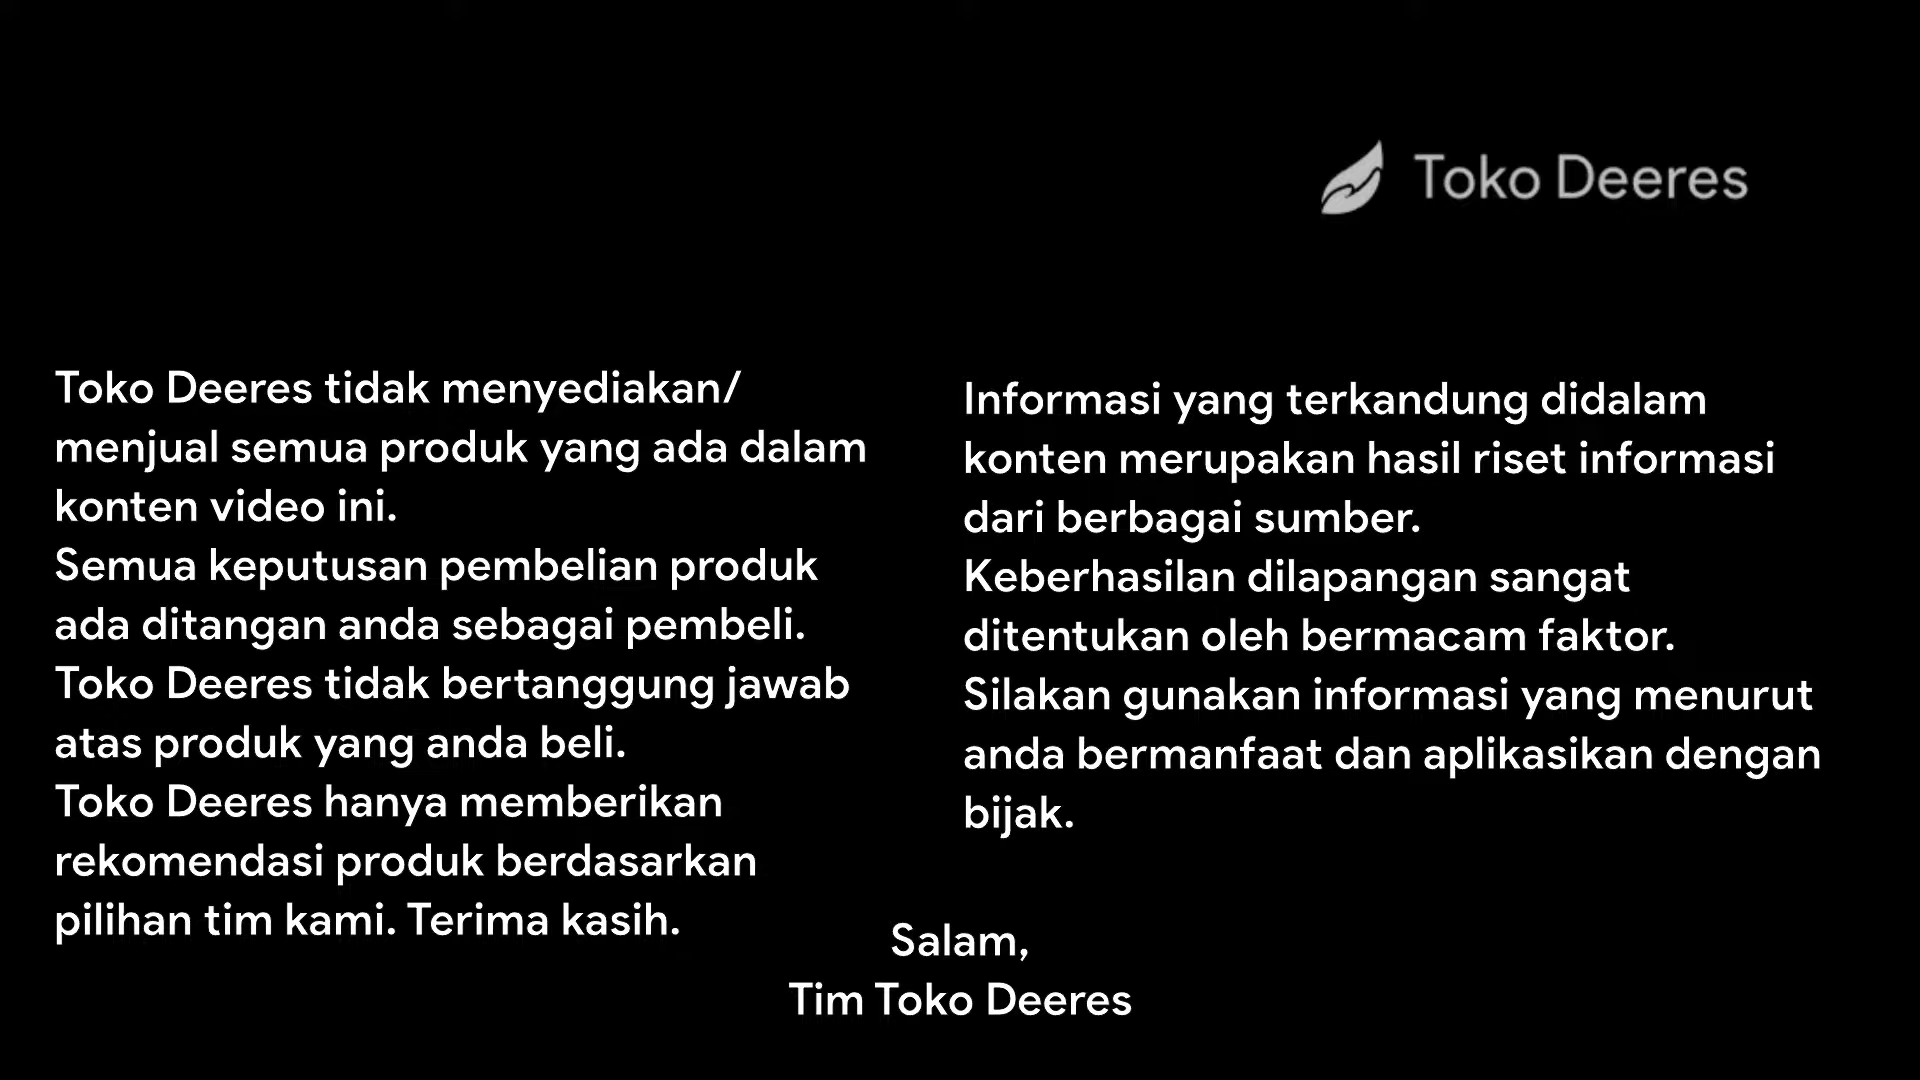 Toko Deeres
Toko Deeres tidak menyediakan/
menjual semua produk yang ada dalam
konten video ini.
Semua keputusan pembelian produk
ada ditangan anda sebagai pembeli.
Toko Deeres tidak bertanggung jawab
atas produk yang anda beli.
Toko Deeres hanya memberikan
rekomendasi produk berdasarkan
pilihan tim kami. Terima kasih.
Informasi yang terkandung didalam
konten merupakan hasil riset informasi
dari berbagai sumber.
Keberhasilan dilapangan sangat
ditentukan oleh bermacam faktor.
Silakan gunakan informasi yang menurut
anda bermanfaat dan aplikasikan dengan
bijak.
Salam,
Tim Toko Deeres